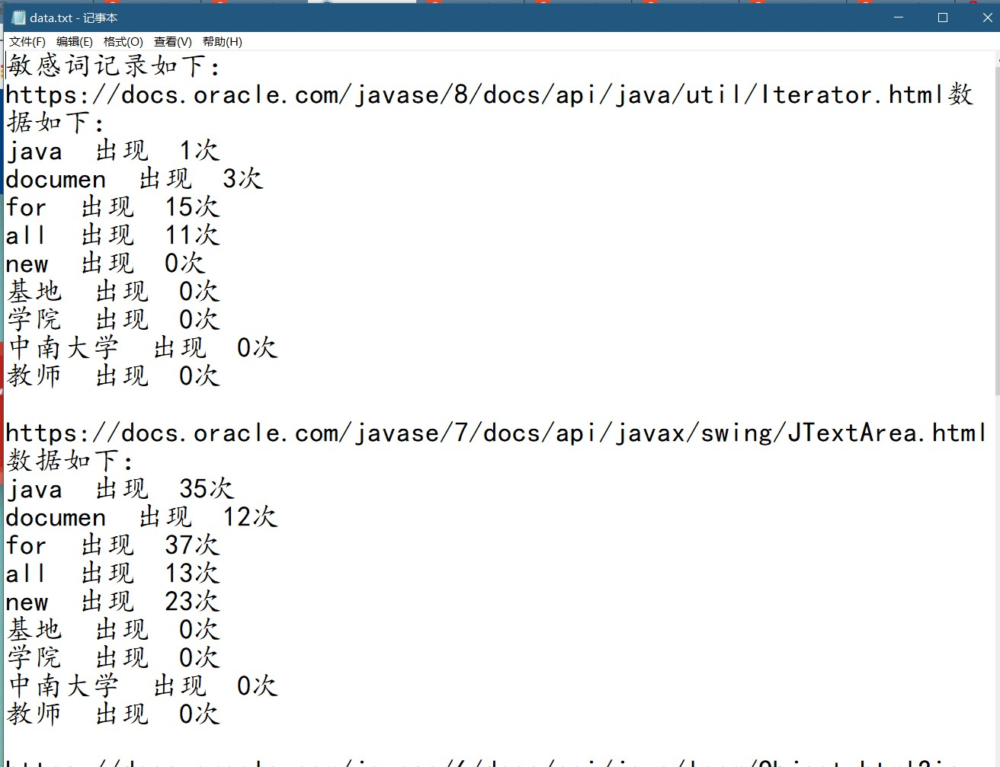 data.txt - 记事本
文件(F) 编辑(E) 格式(O) 查看(V) 帮助(H)
敏感词记录如下：
https://docs.oracle.com/javase/8/docs/api/java/util/Iterator.html数
据如下：
java 出现 1次
documen 出现 3次
for 出现 15次
all 出现 11次
new 出现 0次
基地 出现 0次
学院 出现 0次
中南大学 出现 0次
教师 出现 0次
https://docs.oracle.com/javase/7/docs/api/javax/swing/JTextArea.html
数据如下：
java 出现 35次
documen 出现 12次
for 出现 37次
all 出现 13次
new 出现 23次
基地 出现 0次
学院 出现 0次
中南大学 出现 0次
教师 出现 0次